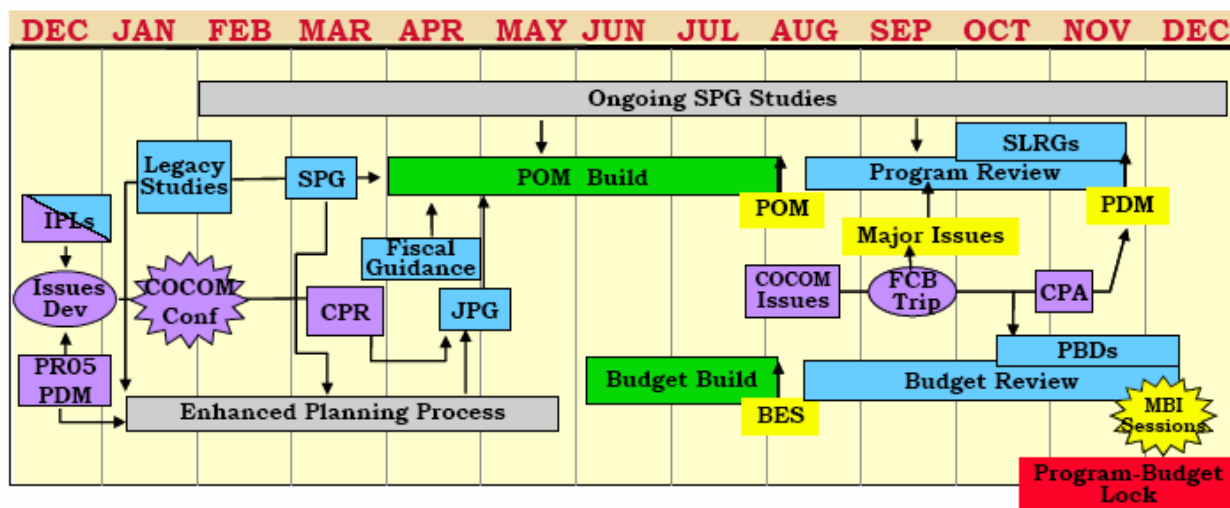 DEC JAN FEB MAR APR MAY JUN JUL AUG SEP OCT NOV DEC
Ongoing SPG Studies
Legacy
Studies
SPG
POM Build
POM
SLRGs
Program Review
PDM
IPLs
Issues
Dev
COCOM
Conf
Fiscal
Guidance
CPR
JPG
Major Issues
COCOM
Issues
FCB
Trip
CPA
PR05
PDM
Enhanced Planning Process
Budget Build
BES
PBDs
Budget Review
MBI
Sessions
Program-Budget
Lock